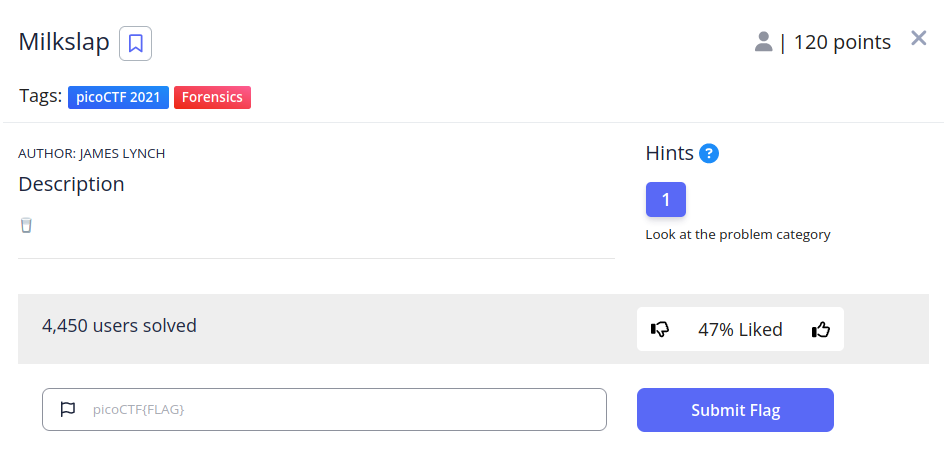 Milkslap
| 120 points
Tags: picoCTF 2021 Forensics
AUTHOR: JAMES LYNCH
Description
Hints ?
1
Look at the problem category
4,450 users solved
47% Liked
picoCTF{FLAG}
Submit Flag